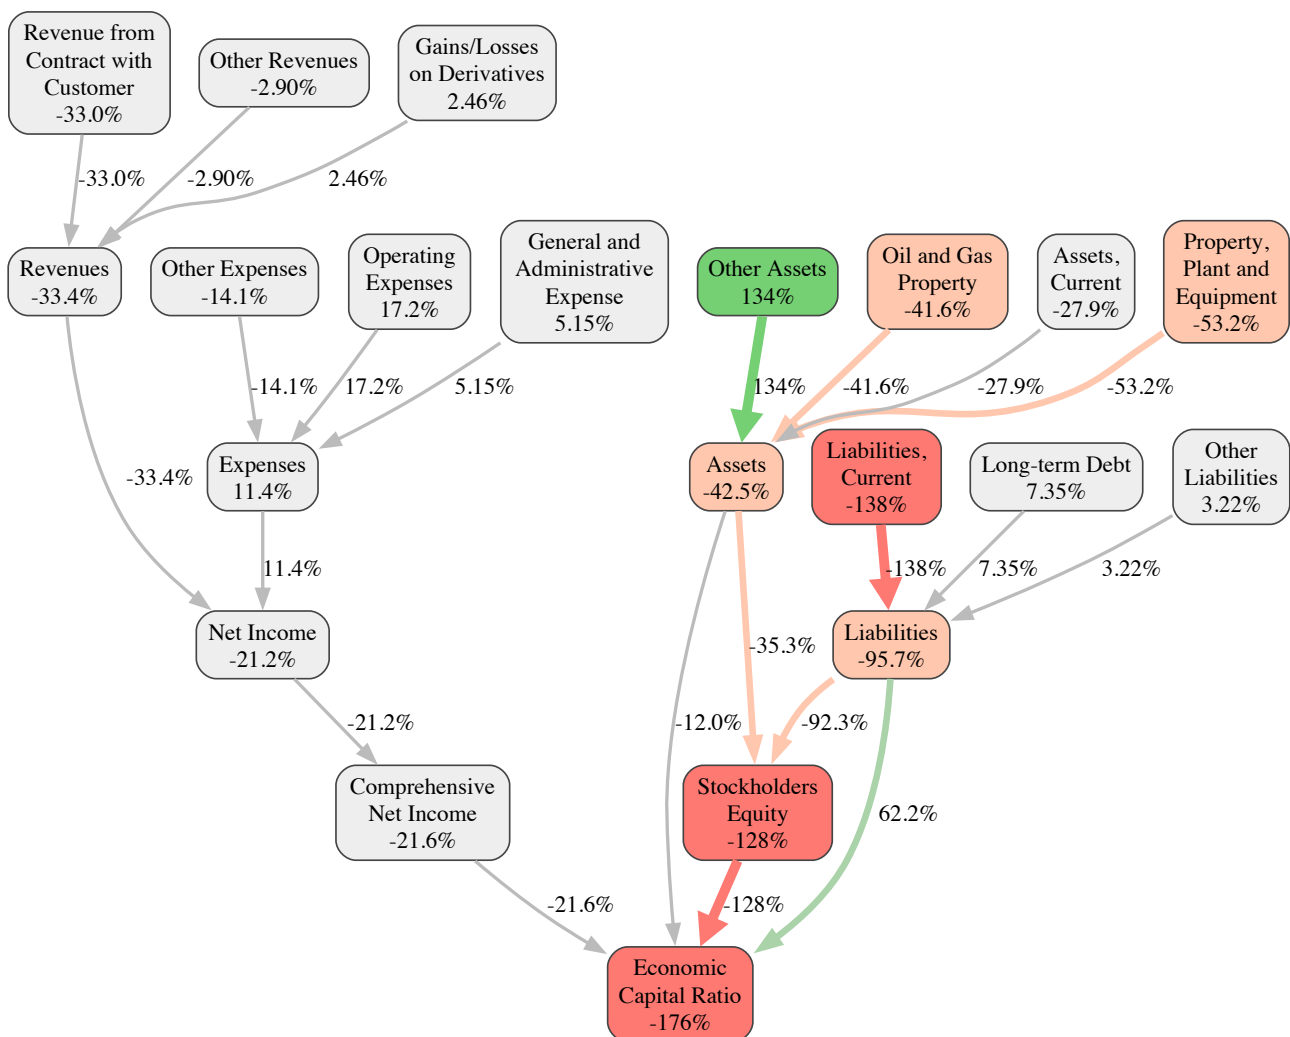 Revenue from
Contract with
Customer
-33.0%
Other Revenues
-2.90%
Gains/Losses
on Derivatives
2.46%
-33.0%
-2.90%
2.46%
Revenues
-33.4%
Other Expenses
-14.1%
Operating
Expenses
17.2%
General and
Administrative
Expense
5.15%
Other Assets
134%
Oil and Gas
Property
-41.6%
Assets,
Current
-27.9%
Property,
Plant and
Equipment
-53.2%
-14.1%
17.2%
5.15%
134%
-41.6%
-27.9%
-53.2%
-33.4%
Expenses
11.4%
Assets
-42.5%
Liabilities,
Current
-138%
Long-term Debt
7.35%
Other
Liabilities
3.22%
11.4%
-138%
7.35%
3.22%
Net Income
-21.2%
-35.3%
Liabilities
-95.7%
-21.2%
-12.0%
-92.3%
Comprehensive
Net Income
-21.6%
Stockholders
Equity
-128%
62.2%
-21.6%
-128%
Economic
Capital Ratio
-176%